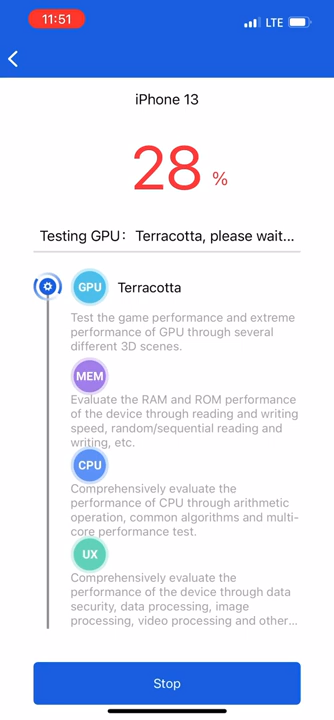 11:51
LTE
iPhone 13
28 %
Testing GPU: Terracotta, please wait...
GPU
Terracotta
Test the game performance and extreme
performance of GPU through several
different 3D scenes.
MEM
Evaluate the RAM and ROM performance
of the device through reading and writing
speed, random/sequential reading and
writing, etc.
CPU
Comprehensively evaluate the
performance of CPU through arithmetic
operation, common algorithms and multi-
core performance test.
UX
Comprehensively evaluate the
performance of the device through data
security, data processing, image
processing, video processing and other...
Stop